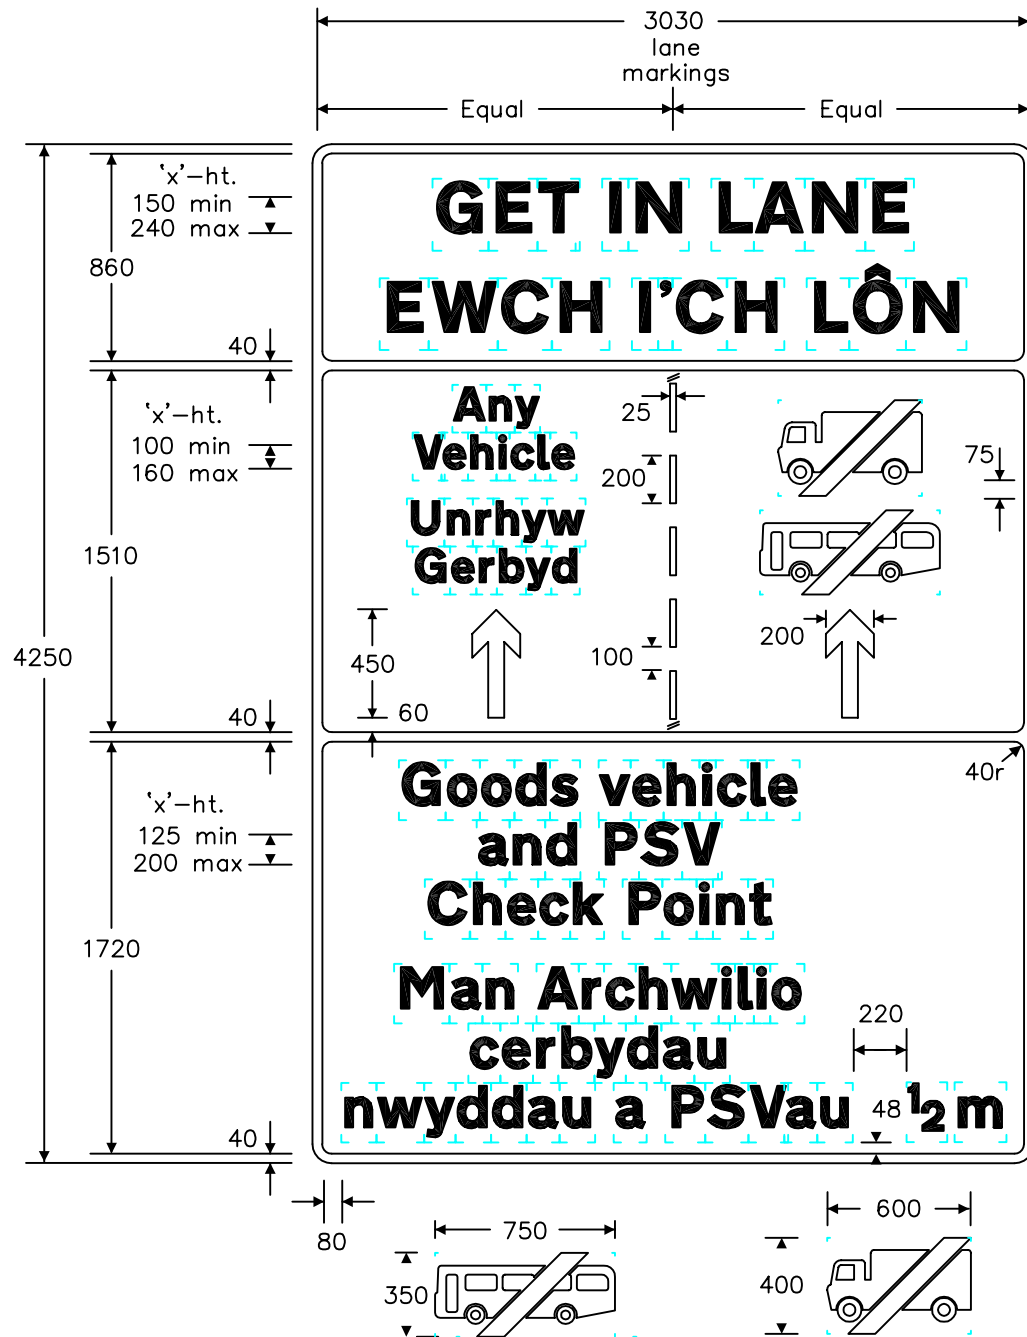 3030
lane
markings
Equal Equal
'x'-ht.
150 min
240 max
860
GET IN LANE
EWCH I'CH LÔN
40
'x'-ht.
100 min
160 max
Any
Vehicle
25
200
75
Unrhyw
Gerbyd
1510
4250
450
100
200
40
60
40r
'x'-ht.
125 min
200 max
Goods vehicle
and PSV
Check Point
1720
Man Archwilio
cerbydau
nwyddau a PSVau 1/2 m
220
48
40
80
750
350
600
400